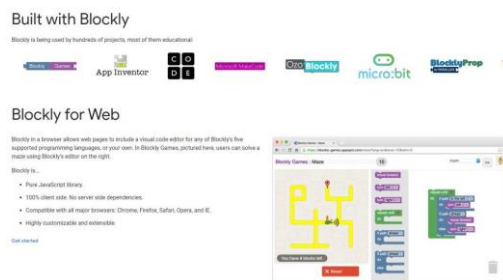 Built with Blockly
Blockly is being used by hundreds of projects, most of them educational:
Blockly Games
App Inventor
C O
D E
Microsoft MakeCode
Ozo Blockly
micro:bit
BlocklyProp
Blockly for Web
Blockly in a browser allows web pages to include a visual code editor for any of Blockly's five
supported programming languages, or your own. In Blockly Games, pictured here, users can solve a
maze using Blockly's editor on the right.
Blockly is...
Pure JavaScript library.
100% client side. No server side dependencies.
Compatible with all major browsers: Chrome, Firefox, Safari, Opera, and IE.
Highly customizable and extensible.
Get started
Blockly Games : Maze
10
You have 4 blocks left.
Reset